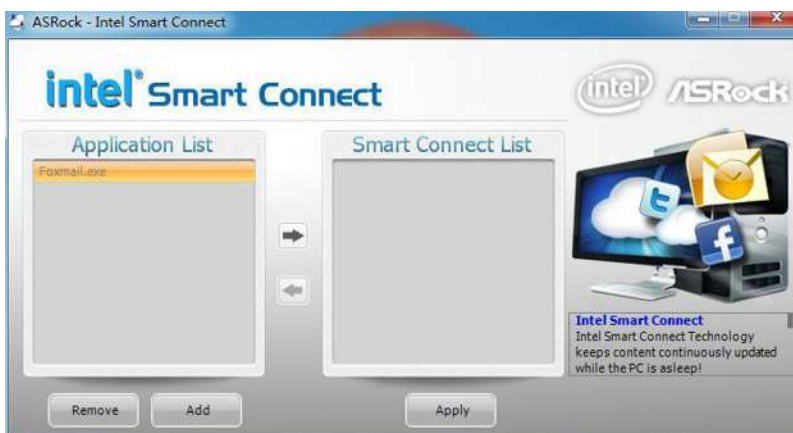 ASRock - Intel Smart Connect
intel® Smart Connect
intel ASRock
Application List
Foxmail.exe
Smart Connect List
Intel Smart Connect
Intel Smart Connect Technology
keeps content continuously updated
while the PC is asleep!
Remove
Add
Apply